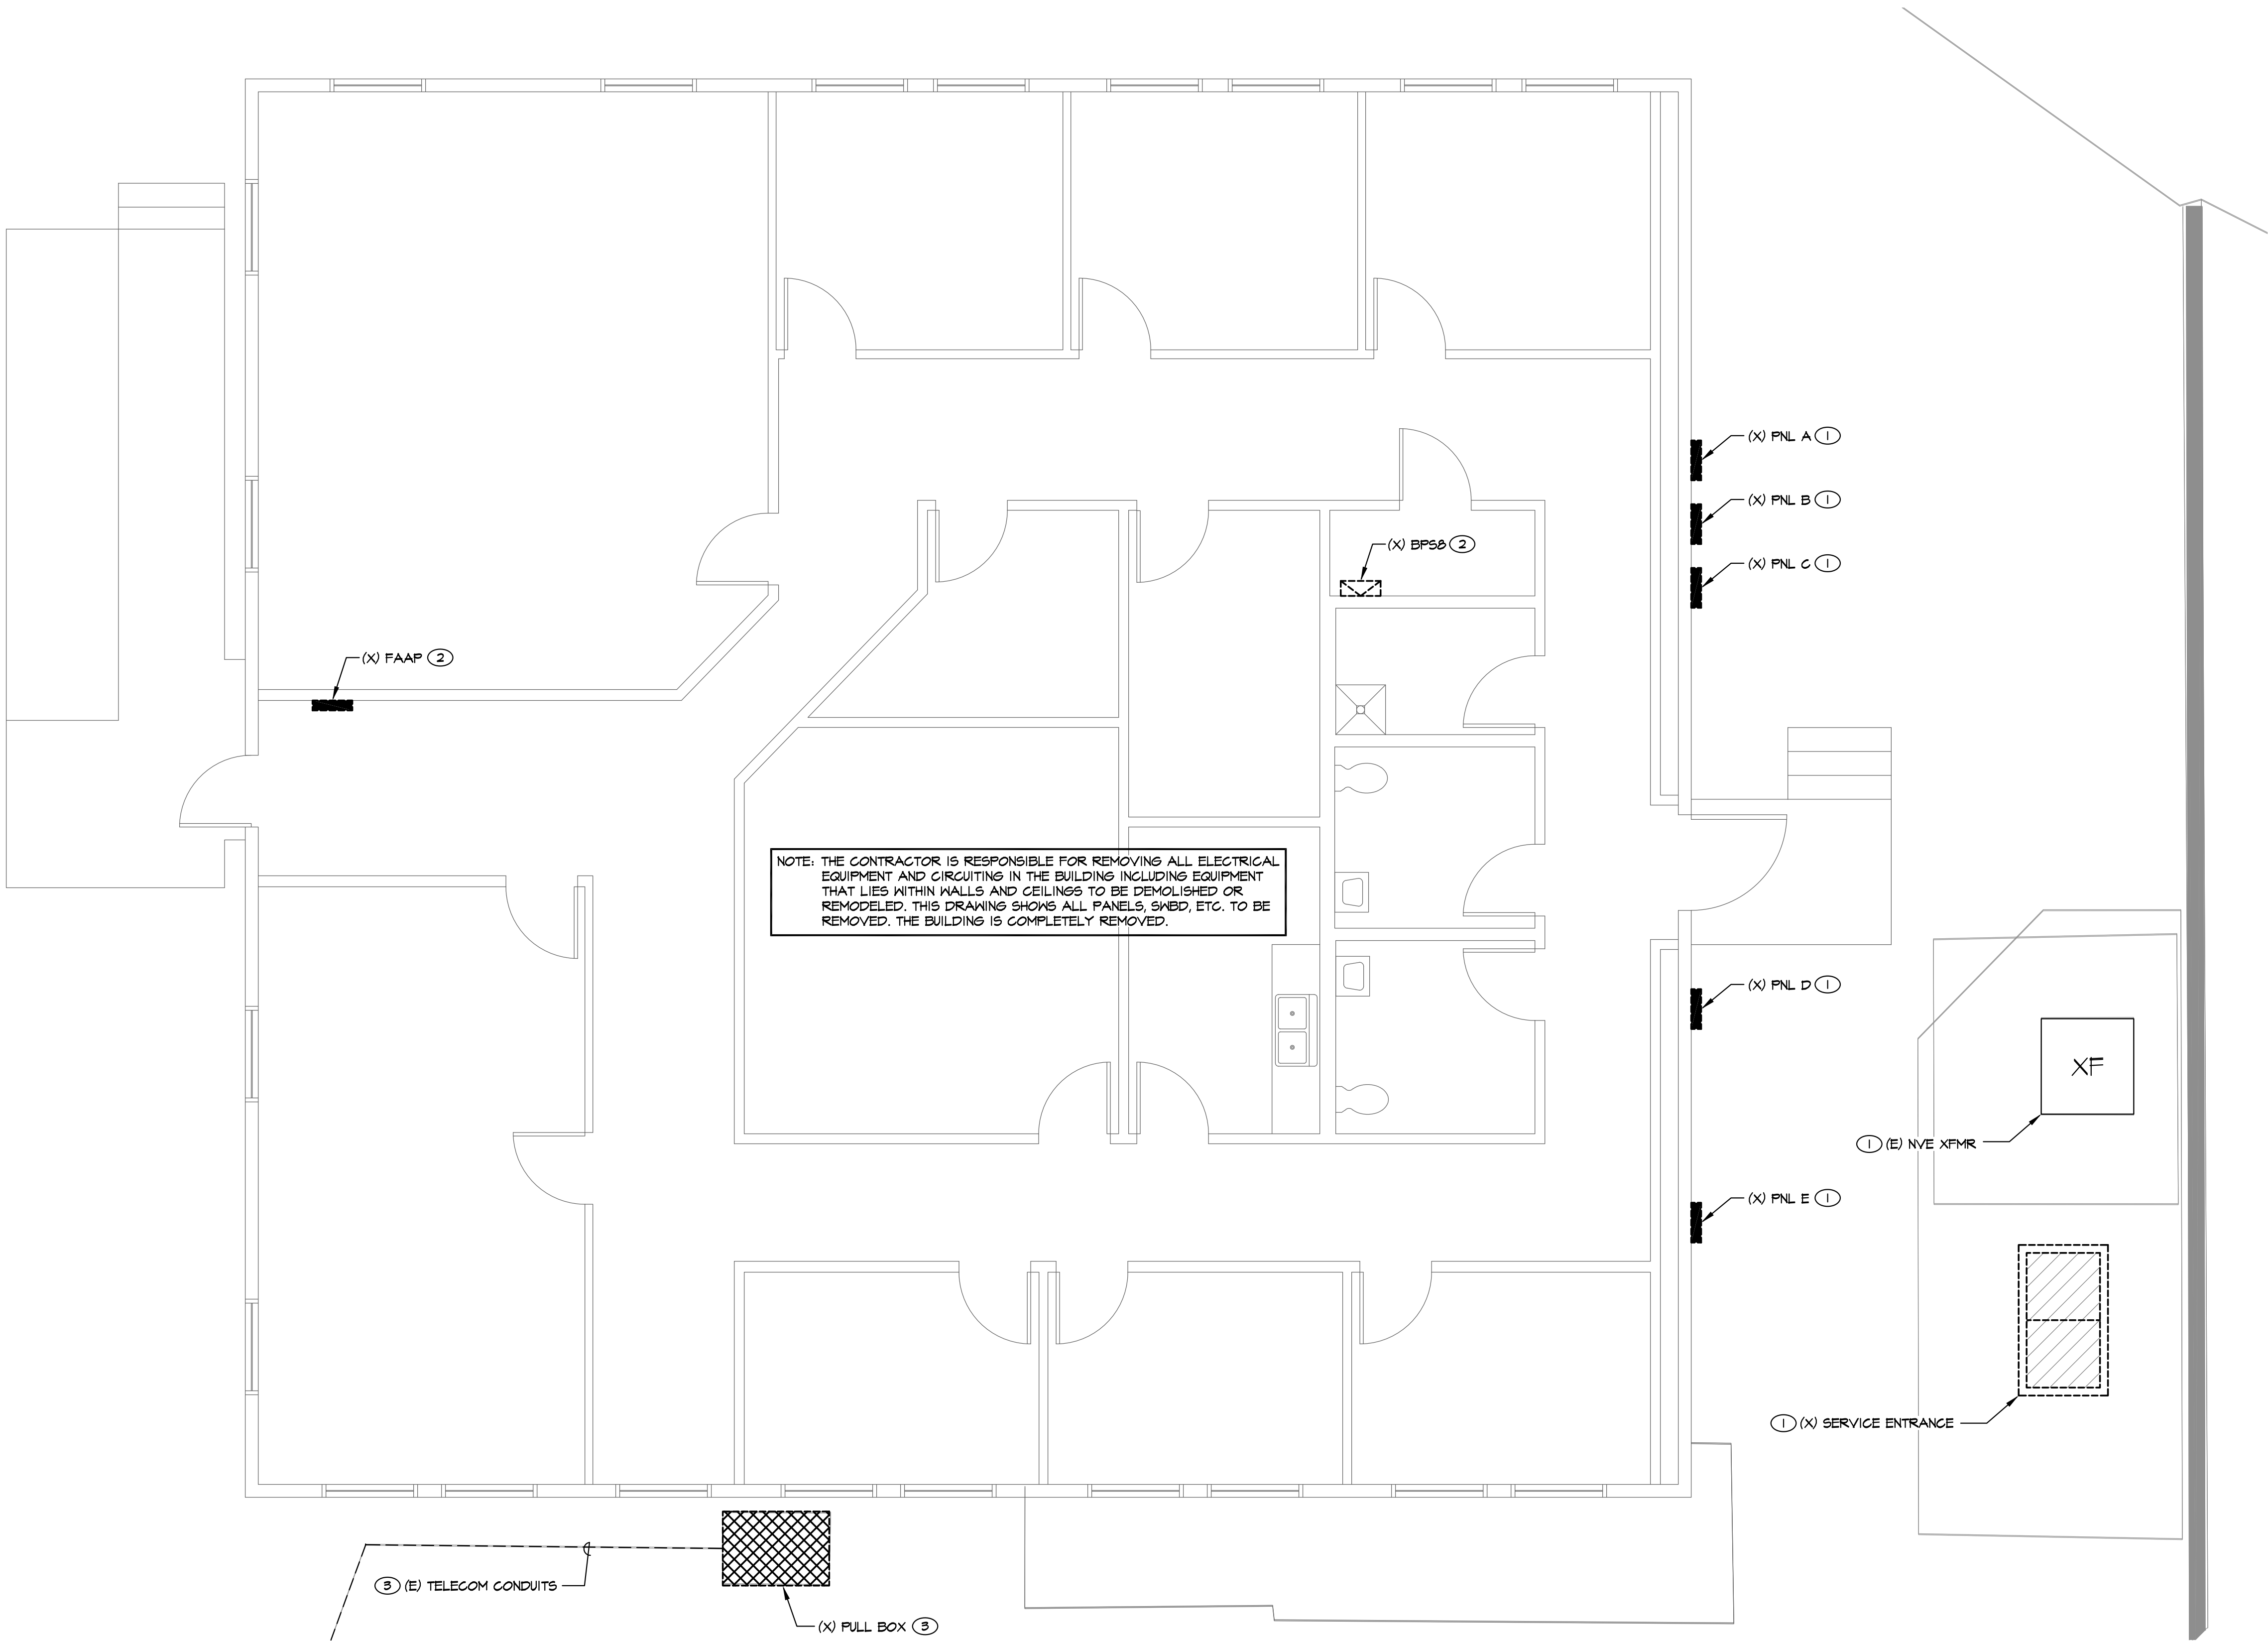 (X) PNL A 1
(X) PNL B 1
(X) BPS8 2
(X) PNL C 1
(X) FAAP 2
NOTE: THE CONTRACTOR IS RESPONSIBLE FOR REMOVING ALL ELECTRICAL
EQUIPMENT AND CIRCUITING IN THE BUILDING INCLUDING EQUIPMENT
THAT LIES WITHIN WALLS AND CEILINGS TO BE DEMOLISHED OR
REMODELED. THIS DRAWING SHOWS ALL PANELS, SWBD, ETC. TO BE
REMOVED. THE BUILDING IS COMPLETELY REMOVED.
(X) PNL D 1
XF
1 (E) NVE XFMR
(X) PNL E 1
1 (X) SERVICE ENTRANCE
3 (E) TELECOM CONDUITS
(X) PULL BOX 3